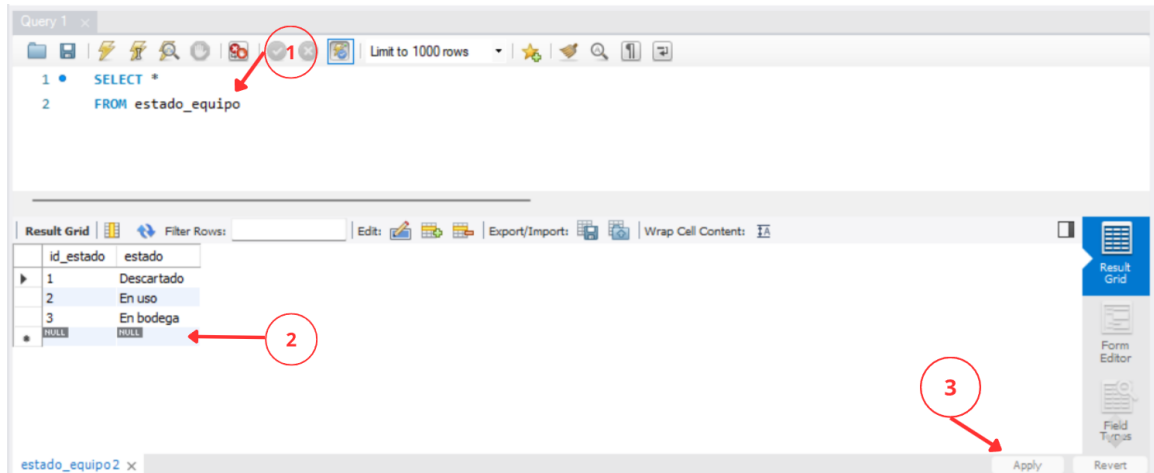 Query 1
1
Limit to 1000 rows
1 SELECT *
2 FROM estado_equipo
Result Grid Filter Rows: Edit: Export/Import: Wrap Cell Content:
id_estado estado
1 Descartado
2 En uso
3 En bodega
NULL NULL
2
Result
Grid
Form
Editor
3
Field
Types
estado_equipo 2
Apply Revert